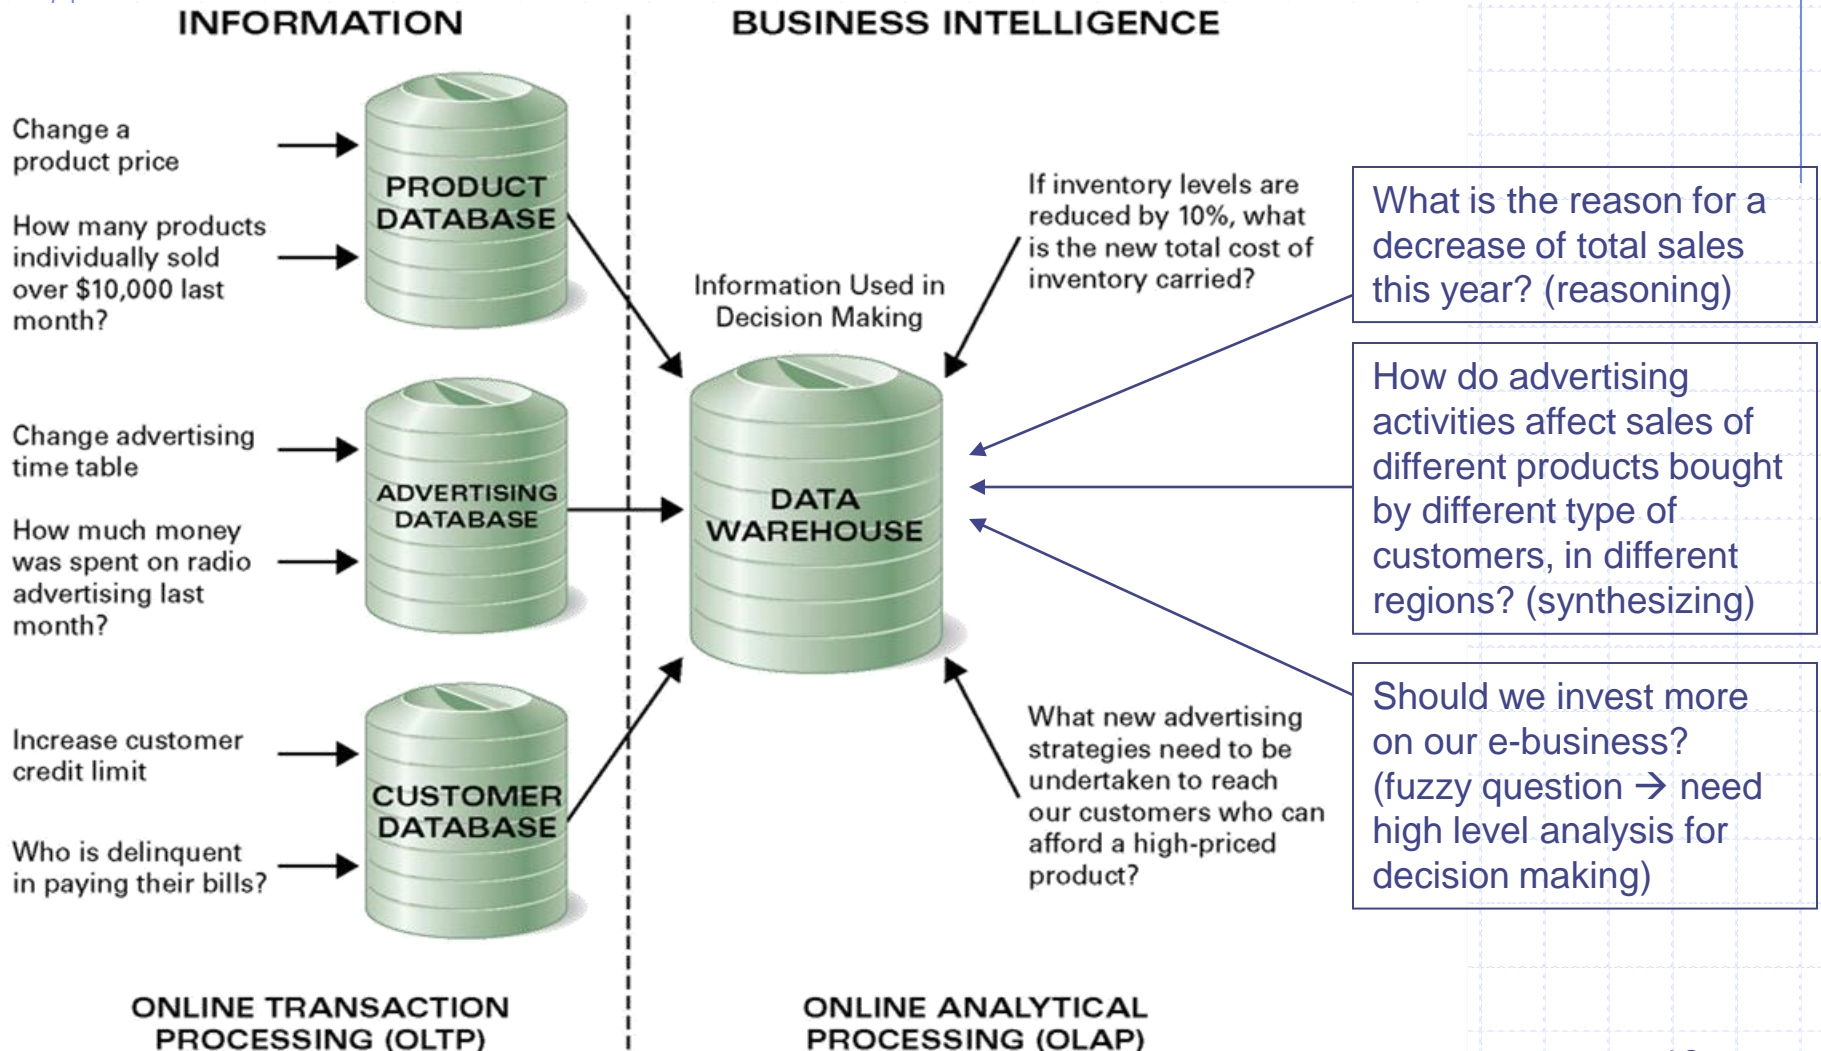 INFORMATION
BUSINESS INTELLIGENCE
Change a
product price
How many products
individually sold
over $10,000 last
month?
PRODUCT
DATABASE
Change advertising
time table
How much money
was spent on radio
advertising last
month?
ADVERTISING
DATABASE
Increase customer
credit limit
Who is delinquent
in paying their bills?
CUSTOMER
DATABASE
ONLINE TRANSACTION
PROCESSING (OLTP)
Information Used in
Decision Making
DATA
WAREHOUSE
If inventory levels are
reduced by 10%, what
is the new total cost of
inventory carried?
What new advertising
strategies need to be
undertaken to reach
our customers who can
afford a high-priced
product?
ONLINE ANALYTICAL
PROCESSING (OLAP)
What is the reason for a
decrease of total sales
this year? (reasoning)
How do advertising
activities affect sales of
different products bought
by different type of
customers, in different
regions? (synthesizing)
Should we invest more
on our e-business?
(fuzzy question → need
high level analysis for
decision making)